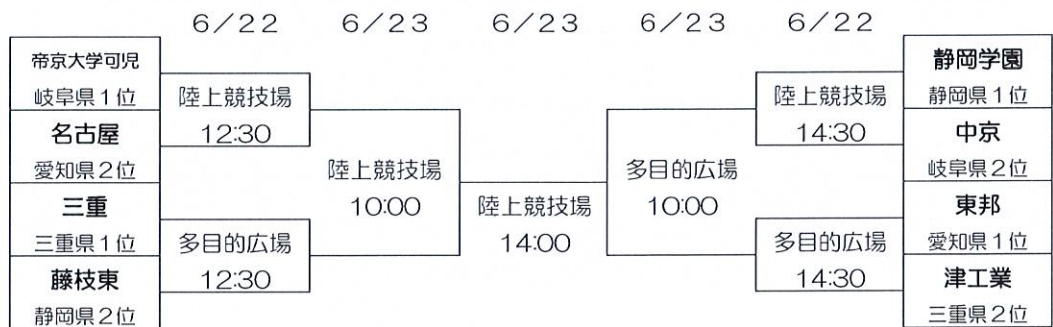 6/22 6/23 6/23 6/23 6/22
帝京大学可児
岐阜県1位
名古屋
愛知県2位
三重
三重県1位
藤枝東
静岡県2位
陸上競技場
12:30
多目的広場
12:30
陸上競技場
10:00
陸上競技場
14:00
多目的広場
10:00
陸上競技場
14:30
多目的広場
14:30
静岡学園
静岡県1位
中京
岐阜県2位
東邦
愛知県1位
津工業
三重県2位